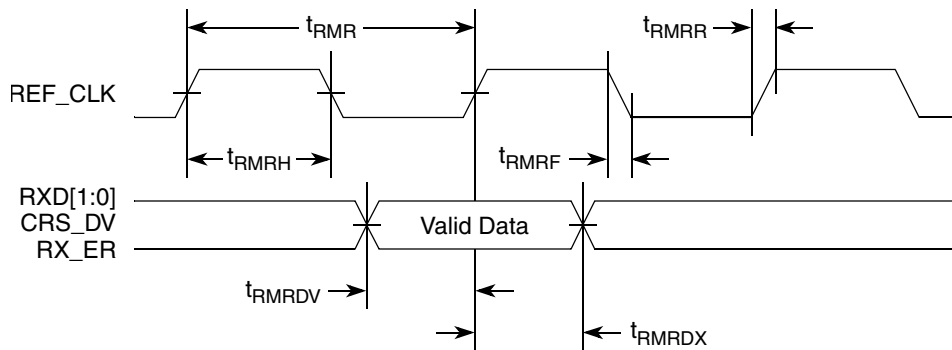 tRMR
tRMRR
REF_CLK
tRMRH
tRMRF
RXD[1:0]
CRS_DV
RX_ER
Valid Data
tRMRDV
tRMRDX